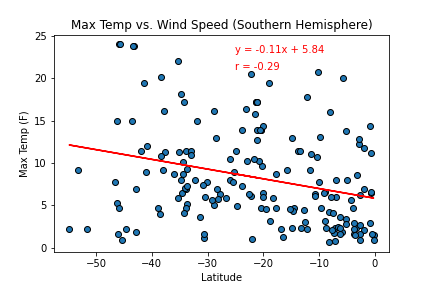 Max Temp vs. Wind Speed (Southern Hemisphere)
y = -0.11x + 5.84
r = -0.29
25
20
15
10
5
0
Max Temp (F)
−50
−40
−30
−20
−10
0
Latitude